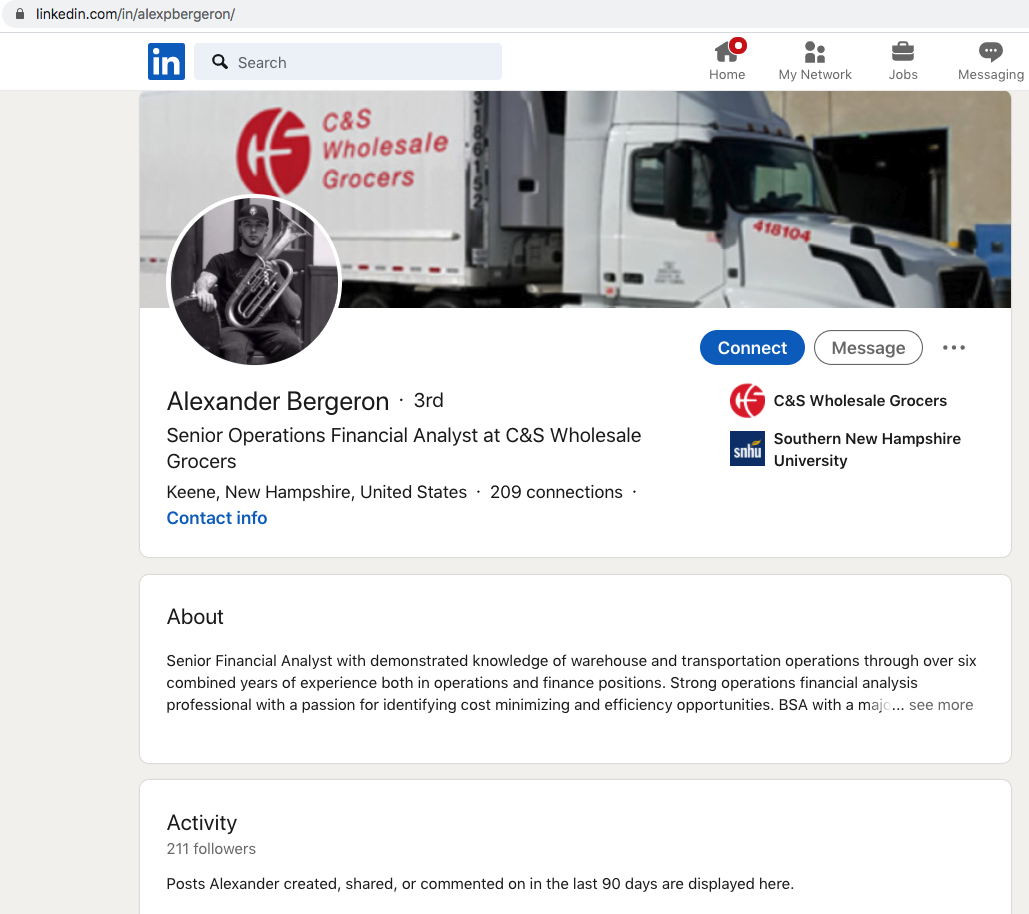 linkedin.com/in/alexpbergeron/
in
Search
Home
My Network
Jobs
Messaging
C&S
Wholesale
Grocers
318615
2
418104
Connect
Message
Alexander Bergeron · 3rd
Senior Operations Financial Analyst at C&S Wholesale
Grocers
Keene, New Hampshire, United States · 209 connections ·
Contact info
C&S Wholesale Grocers
snhu
Southern New Hampshire
University
About
Senior Financial Analyst with demonstrated knowledge of warehouse and transportation operations through over six
combined years of experience both in operations and finance positions. Strong operations financial analysis
professional with a passion for identifying cost minimizing and efficiency opportunities. BSA with a majo... see more
Activity
211 followers
Posts Alexander created, shared, or commented on in the last 90 days are displayed here.